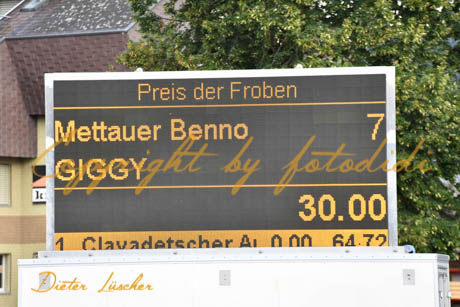 Preis der Froben
Mettauer Benno 7
GIGGY
Copyright by fotodidi
30.00
1. Clavadetscher Au 0.00 64.72
Dieter Lüscher